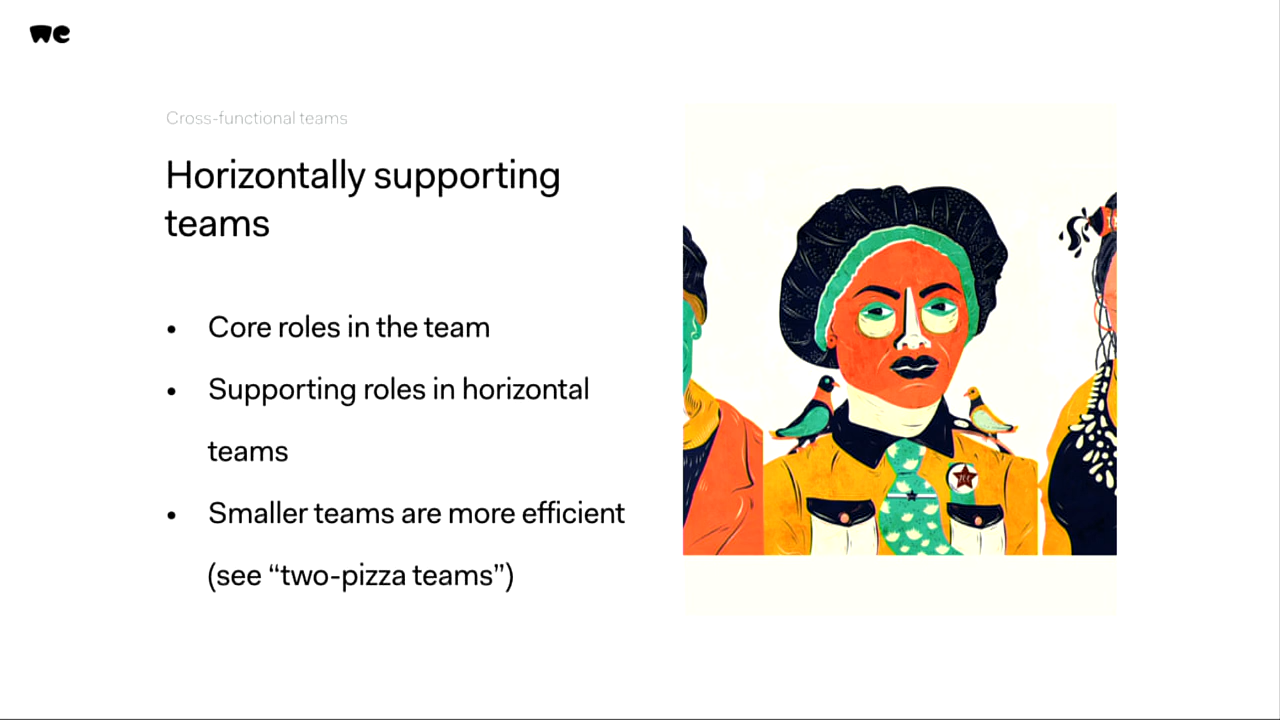 we
Cross-functional teams
Horizontally supporting
teams
• Core roles in the team
• Supporting roles in horizontal
teams
• Smaller teams are more efficient
(see “two-pizza teams”)